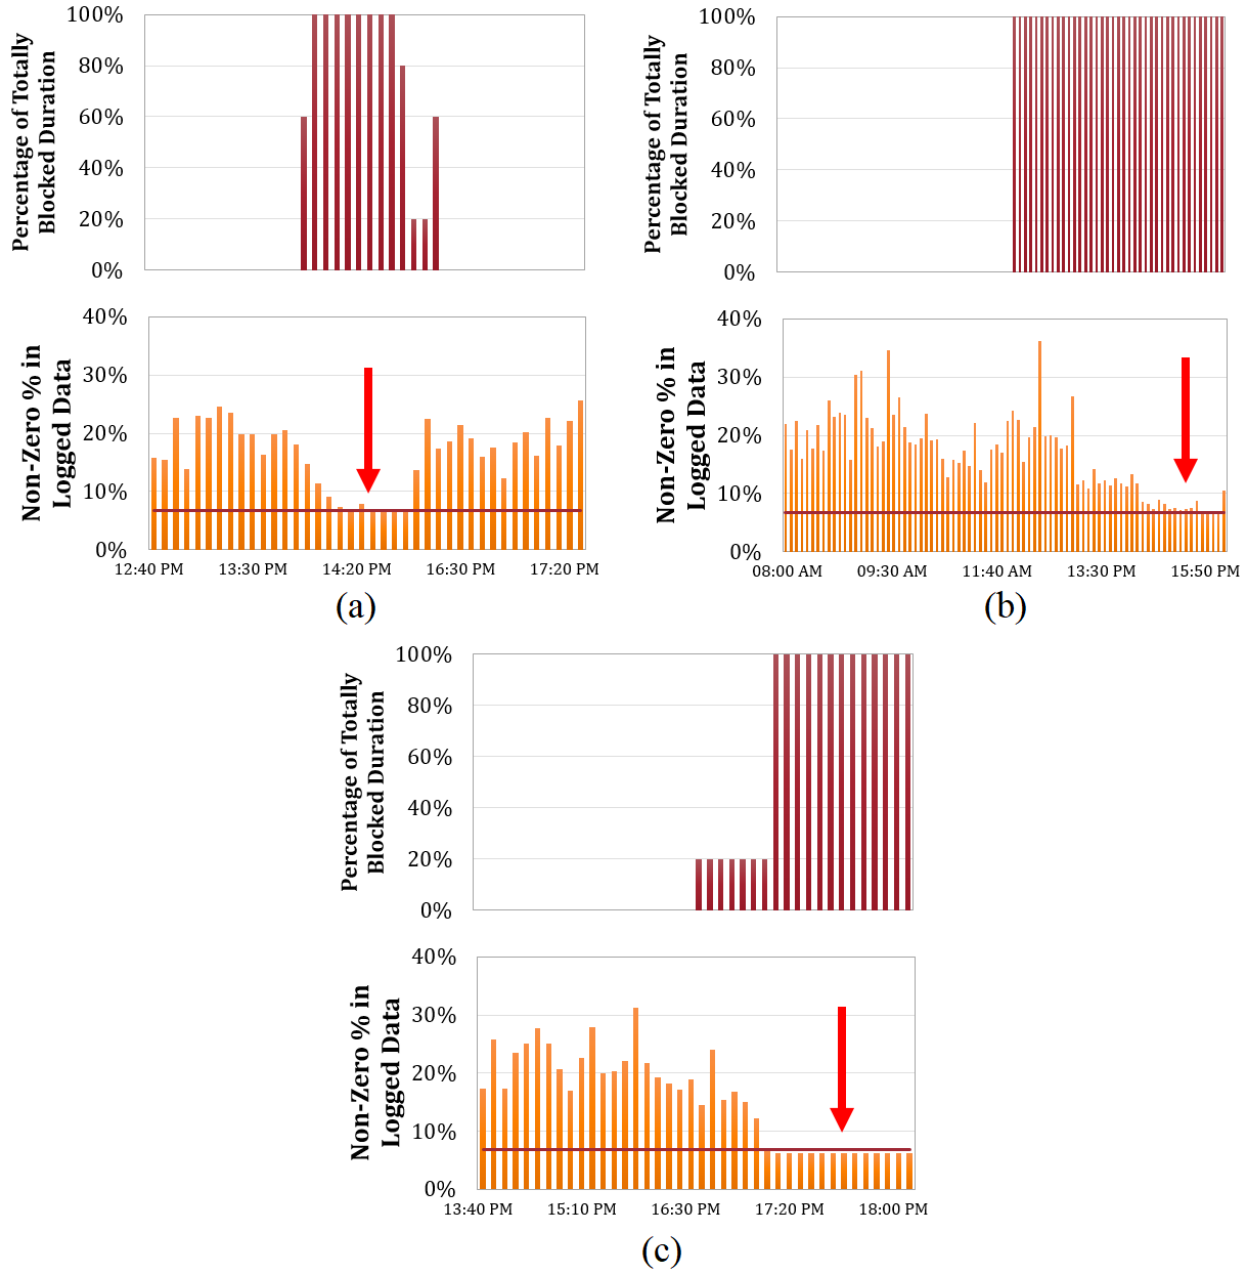 100%
80%
60%
40%
20%
0%
Percentage of Totally
Blocked Duration
40%
30%
20%
10%
0%
Non-Zero % in
Logged Data
12:40 PM 13:30 PM 14:20 PM 16:30 PM 17:20 PM
(a)
100%
80%
60%
40%
20%
0%
Percentage of Totally
Blocked Duration
40%
30%
20%
10%
0%
Non-Zero % in
Logged Data
08:00 AM 09:30 AM 11:40 AM 13:30 PM 15:50 PM
(b)
100%
80%
60%
40%
20%
0%
Percentage of Totally
Blocked Duration
40%
30%
20%
10%
0%
Non-Zero % in
Logged Data
13:40 PM 15:10 PM 16:30 PM 17:20 PM 18:00 PM
(c)